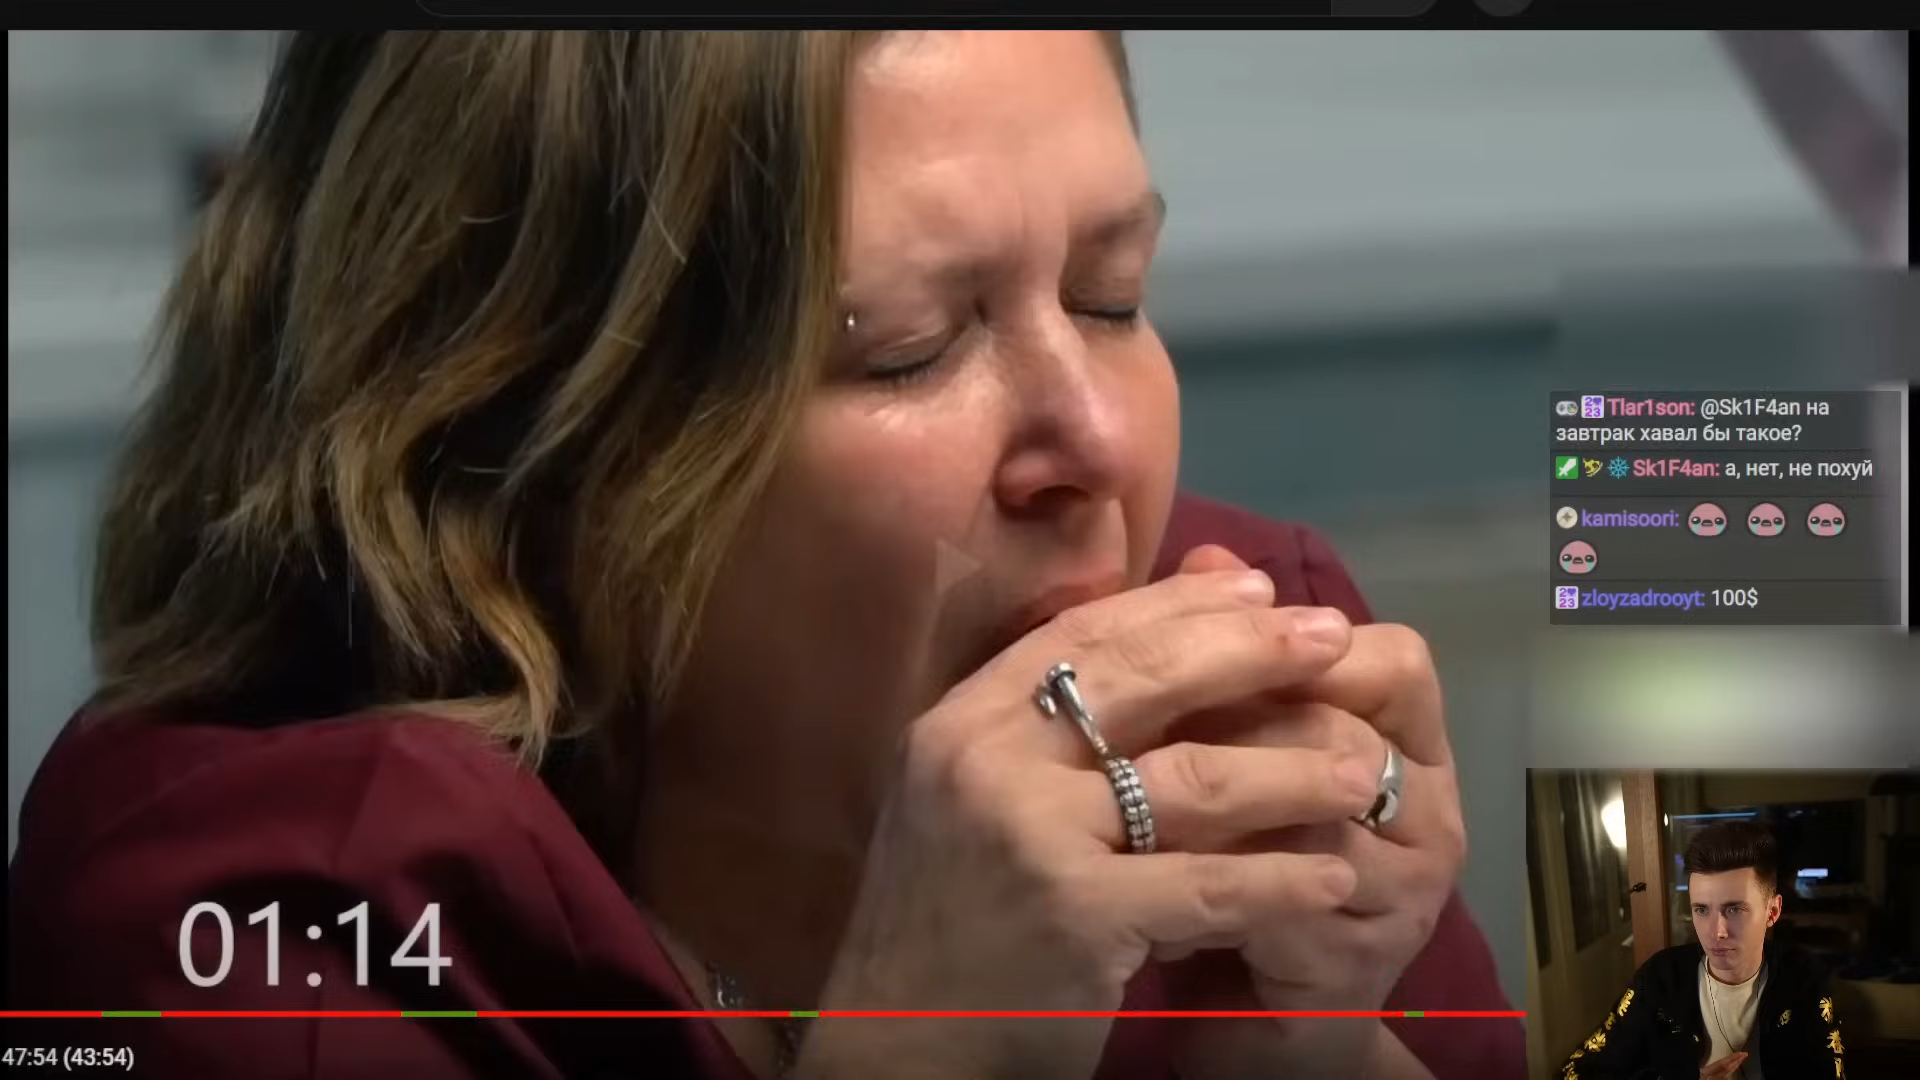 Tlar1son: @Sk1F4an на
завтрак хавал бы такое?
Sk1F4an: а, нет, не похуй
kamisoori:
zloyzadrooyt: 100$
01:14
47:54 (43:54)